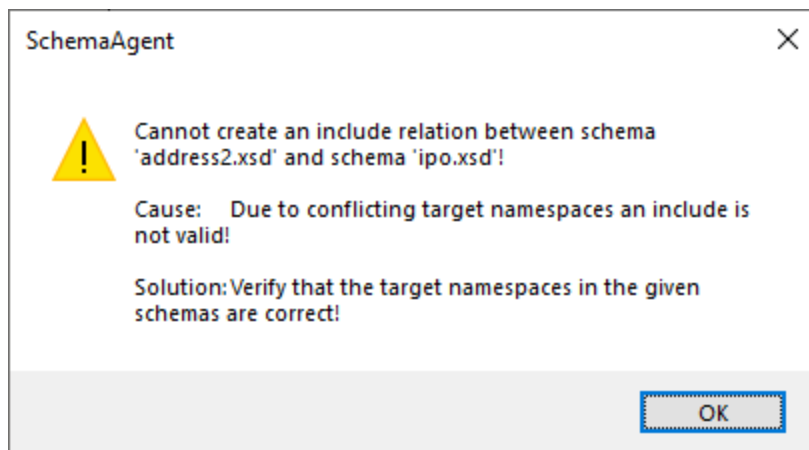 SchemaAgent
Cannot create an include relation between schema
'address2.xsd' and schema 'ipo.xsd'!
Cause: Due to conflicting target namespaces an include is
not valid!
Solution: Verify that the target namespaces in the given
schemas are correct!
OK